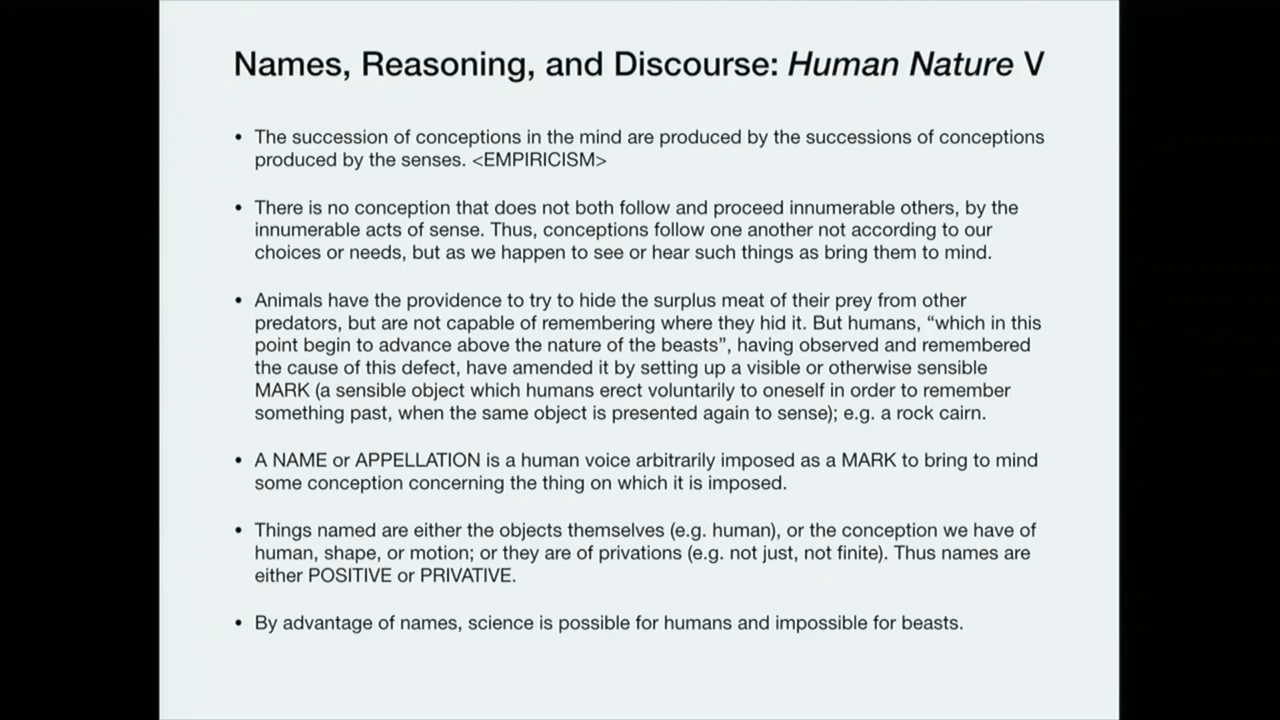 Names, Reasoning, and Discourse: Human Nature V
• The succession of conceptions in the mind are produced by the successions of conceptions
produced by the senses. <EMPIRICISM>
• There is no conception that does not both follow and proceed innumerable others, by the
innumerable acts of sense. Thus, conceptions follow one another not according to our
choices or needs, but as we happen to see or hear such things as bring them to mind.
• Animals have the providence to try to hide the surplus meat of their prey from other
predators, but are not capable of remembering where they hid it. But humans, “which in this
point begin to advance above the nature of the beasts”, having observed and remembered
the cause of this defect, have amended it by setting up a visible or otherwise sensible
MARK (a sensible object which humans erect voluntarily to oneself in order to remember
something past, when the same object is presented again to sense); e.g. a rock cairn.
• A NAME or APPELLATION is a human voice arbitrarily imposed as a MARK to bring to mind
some conception concerning the thing on which it is imposed.
• Things named are either the objects themselves (e.g. human), or the conception we have of
human, shape, or motion; or they are of privations (e.g. not just, not finite). Thus names are
either POSITIVE or PRIVATIVE.
• By advantage of names, science is possible for humans and impossible for beasts.